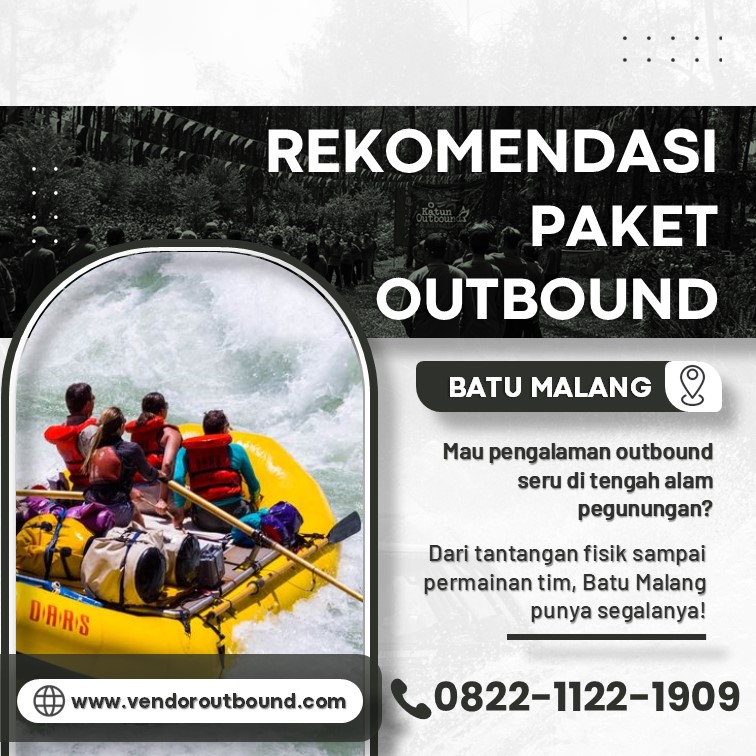 REKOMENDASI
PAKET
OUTBOUND
Katun
Outbound
BATU MALANG
Mau pengalaman outbound
seru di tengah alam
pegunungan?
Dari tantangan fisik sampai
permainan tim, Batu Malang
punya segalanya!
DARS
www.vendoroutbound.com
0822-1122-1909